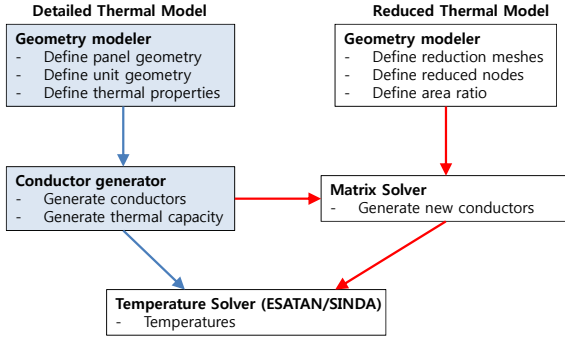 Detailed Thermal Model
Geometry modeler
- Define panel geometry
- Define unit geometry
- Define thermal properties
Conductor generator
- Generate conductors
- Generate thermal capacity
Reduced Thermal Model
Geometry modeler
- Define reduction meshes
- Define reduced nodes
- Define area ratio
Matrix Solver
- Generate new conductors
Temperature Solver (ESATAN/SINDA)
- Temperatures